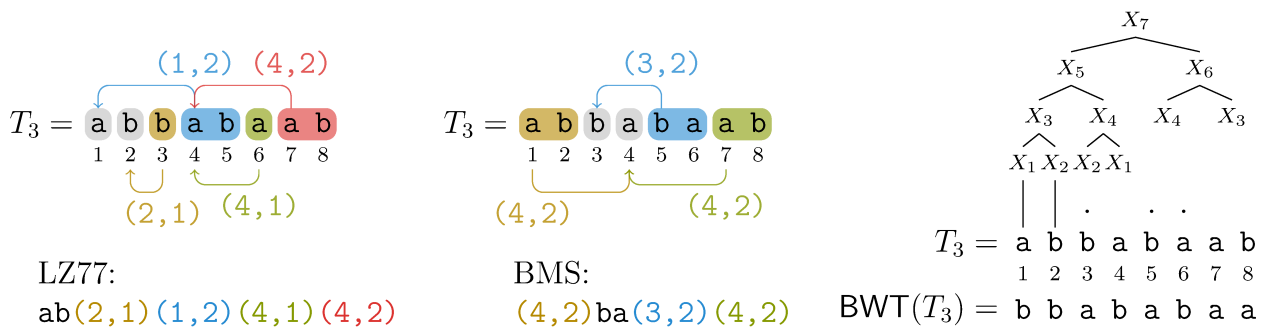 (1,2) (4,2)
T₃ = a b b a b a a b
1 2 3 4 5 6 7 8
(2,1) (4,1)
LZ77:
ab(2,1)(1,2)(4,1)(4,2)
(3,2)
T₃ = a b b a b a a b
1 2 3 4 5 6 7 8
(4,2) (4,2)
BMS:
(4,2)ba(3,2)(4,2)
X₇
X₅ X₆
X₃ X₄ X₄ X₃
X₁ X₂ X₂ X₁
. . .
T₃ = a b b a b a a b
1 2 3 4 5 6 7 8
BWT(T₃) = b b a b a b a a